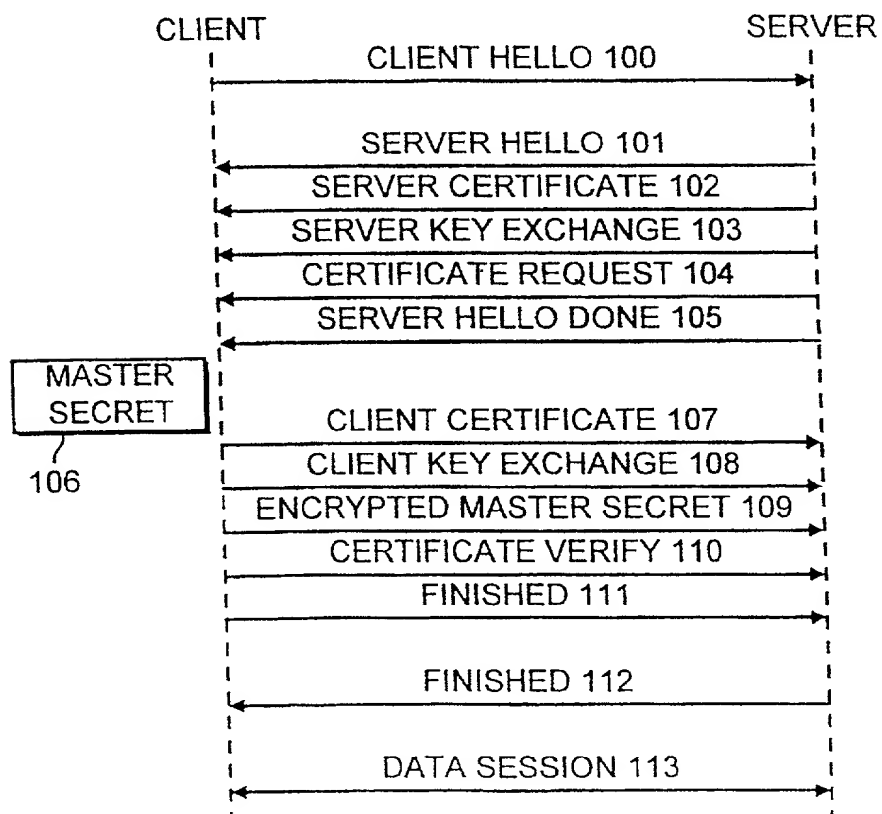 CLIENT
SERVER
CLIENT HELLO 100
SERVER HELLO 101
SERVER CERTIFICATE 102
SERVER KEY EXCHANGE 103
CERTIFICATE REQUEST 104
SERVER HELLO DONE 105
MASTER
SECRET
106
CLIENT CERTIFICATE 107
CLIENT KEY EXCHANGE 108
ENCRYPTED MASTER SECRET 109
CERTIFICATE VERIFY 110
FINISHED 111
FINISHED 112
DATA SESSION 113